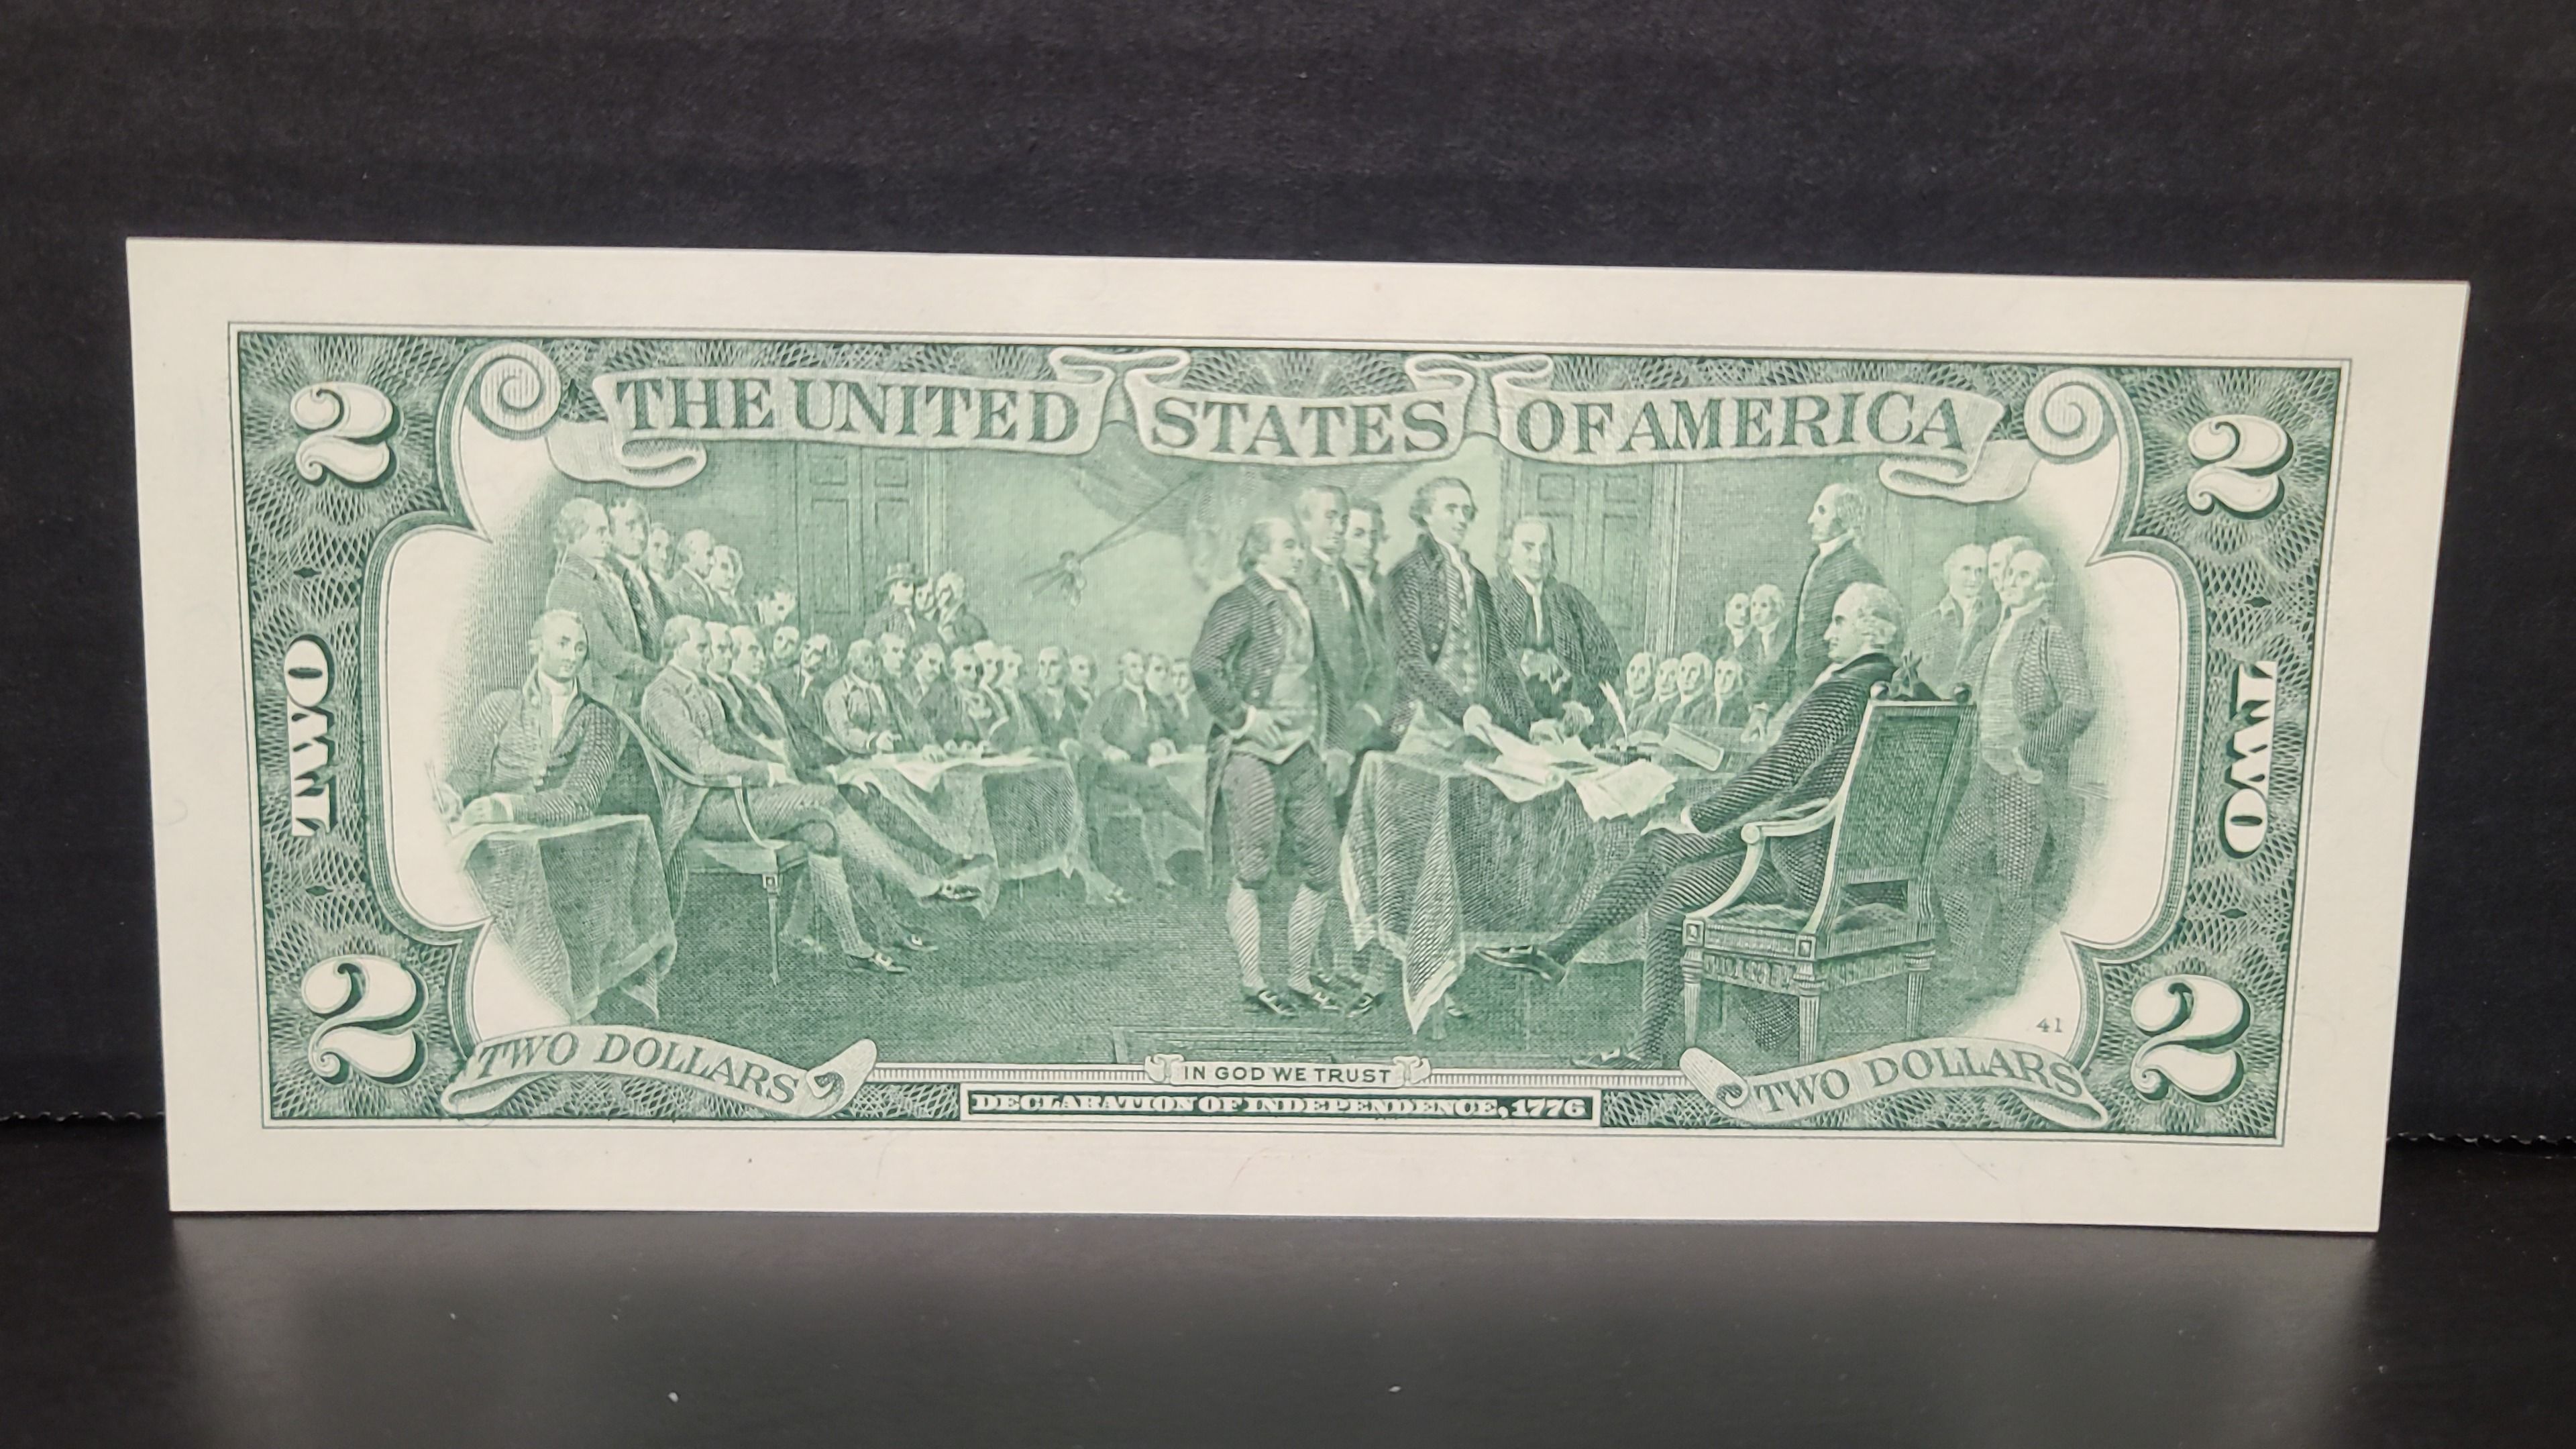 2 THE UNITED STATES OF AMERICA 2
TWO
TWO
41
2 TWO DOLLARS IN GOD WE TRUST TWO DOLLARS 2
DECLARATION OF INDEPENDENCE, 1776